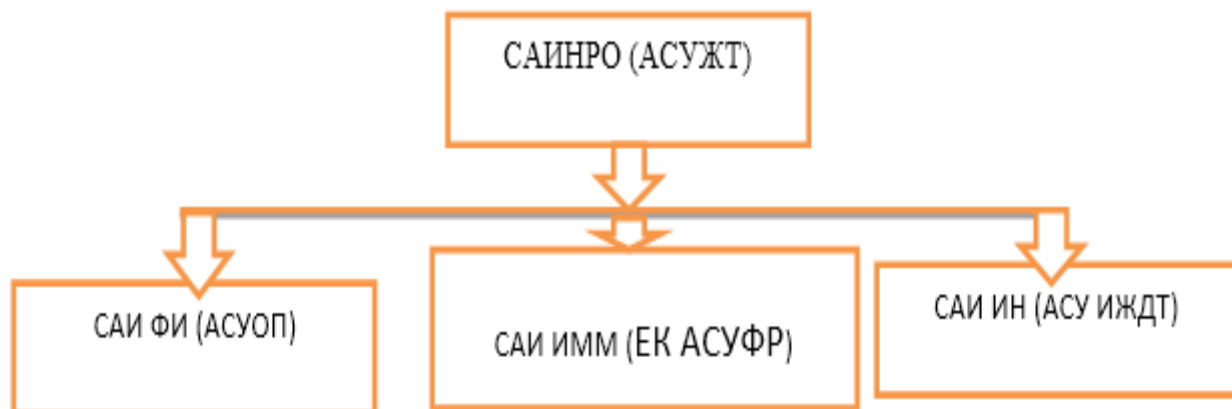 САИНРО (АСУЖТ)
САИ ФИ (АСУОП)
САИ ИММ (ЕК АСУФР)
САИ ИН (АСУ ИЖДТ)